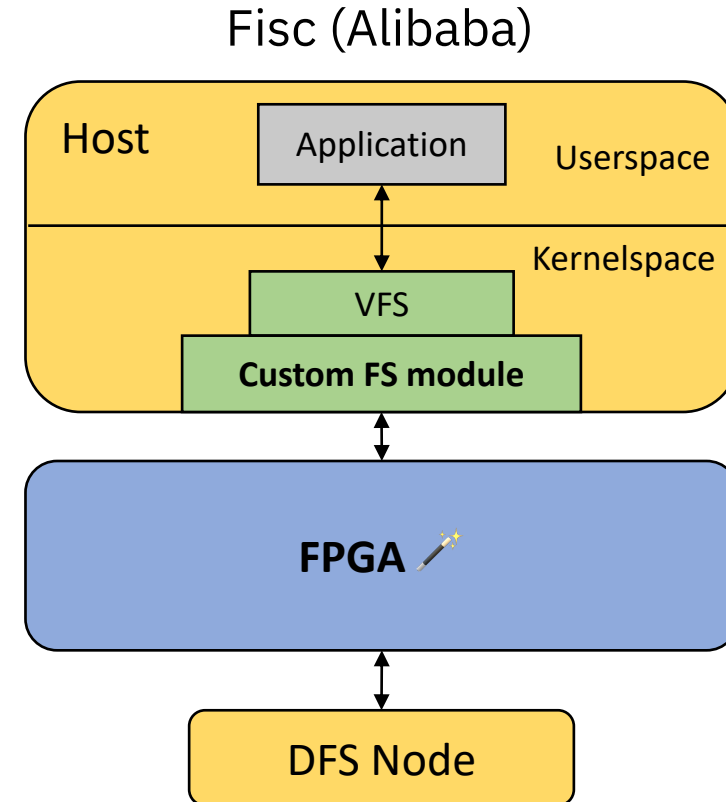 Fisc (Alibaba)
Host
Application
Userspace
Kernelspace
VFS
Custom FS module
FPGA 🪄
DFS Node